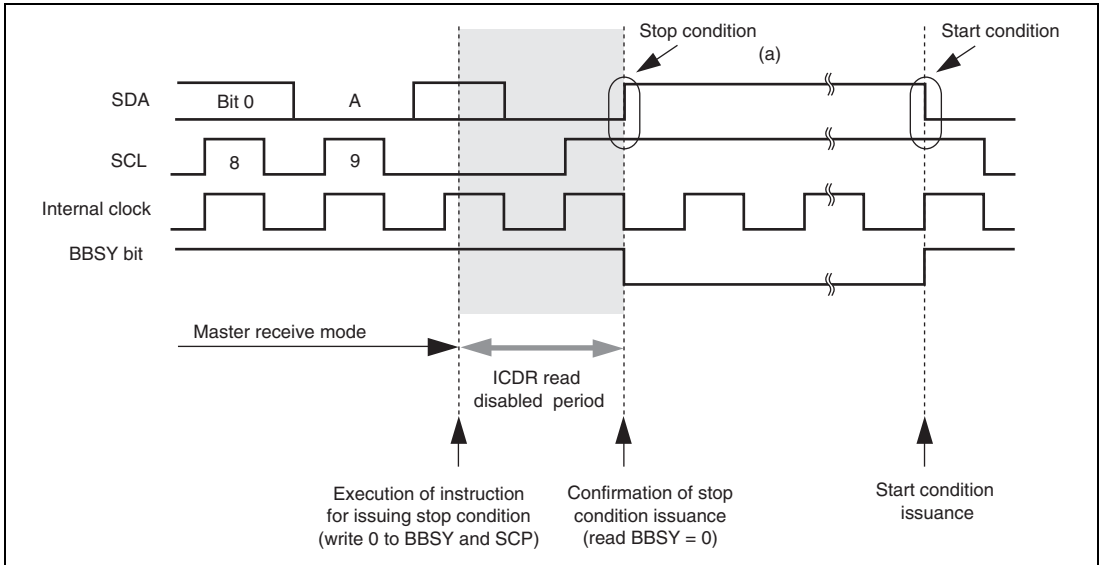 Stop condition
(a)
Start condition
SDA
Bit 0
A
SCL
8
9
Internal clock
BBSY bit
Master receive mode
ICDR read
disabled period
Execution of instruction
for issuing stop condition
(write 0 to BBSY and SCP)
Confirmation of stop
condition issuance
(read BBSY = 0)
Start condition
issuance